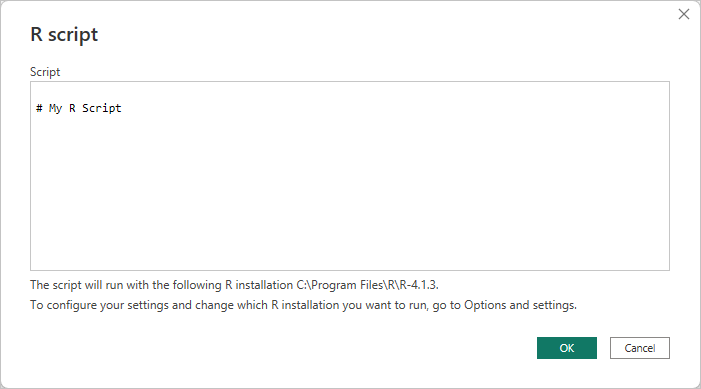 R script
Script
# My R Script
The script will run with the following R installation C:\Program Files\R\R-4.1.3.
To configure your settings and change which R installation you want to run, go to Options and settings.
OK
Cancel